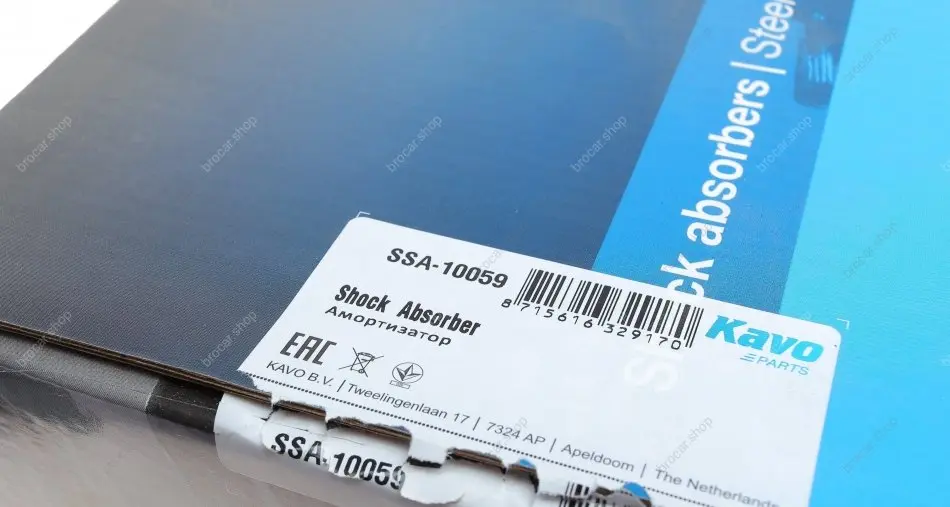 ck absorbers | Steer
SSA-10059
8 715616 329170
Shock Absorber
Амортизатор
Kavo
PARTS
EAC
KAVO B.V. | Tweelingenlaan 17 | 7324 AP | Apeldoorn | The Netherlands
SSA-10059
brocar.shop